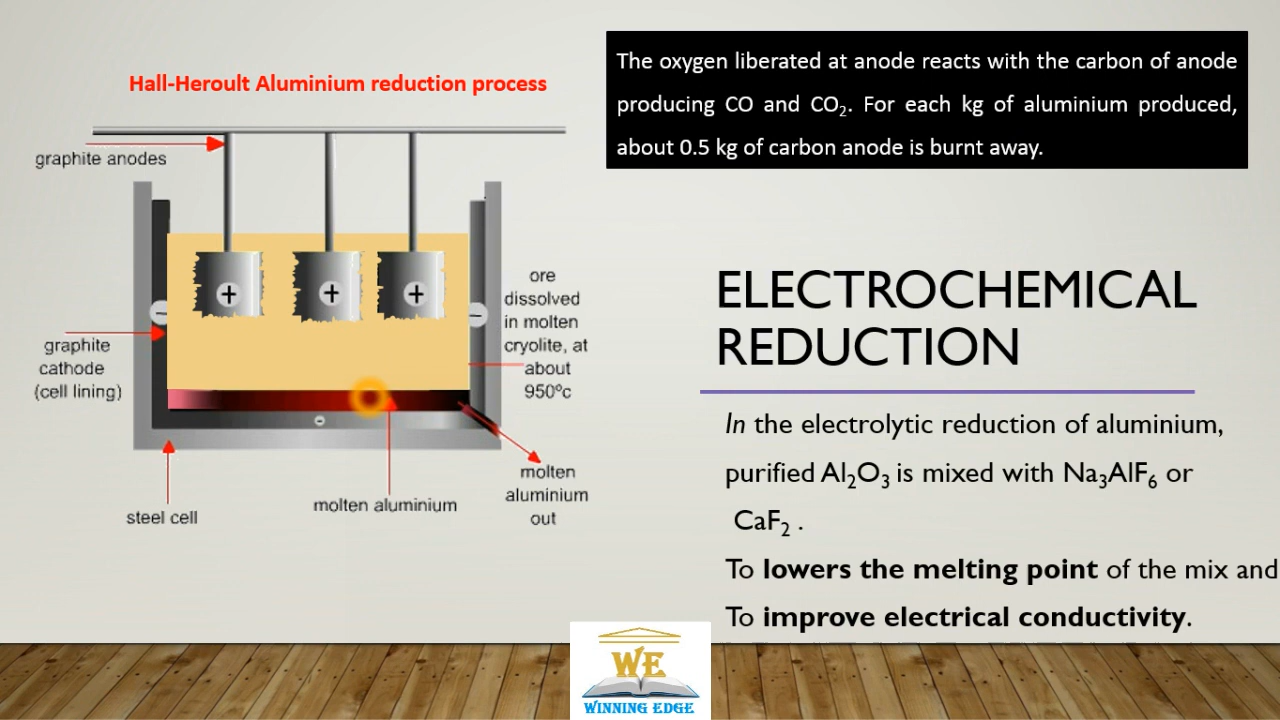 Hall-Heroult Aluminium reduction process
graphite anodes
+
+
+
−
−
graphite
cathode
(cell lining)
ore
dissolved
in molten
cryolite, at
about
950ºc
−
molten
aluminium
out
molten aluminium
steel cell
The oxygen liberated at anode reacts with the carbon of anode
producing CO and CO₂. For each kg of aluminium produced,
about 0.5 kg of carbon anode is burnt away.
ELECTROCHEMICAL
REDUCTION
In the electrolytic reduction of aluminium,
purified Al₂O₃ is mixed with Na₃AlF₆ or
CaF₂ .
To lowers the melting point of the mix and
To improve electrical conductivity.
WE
WINNING EDGE